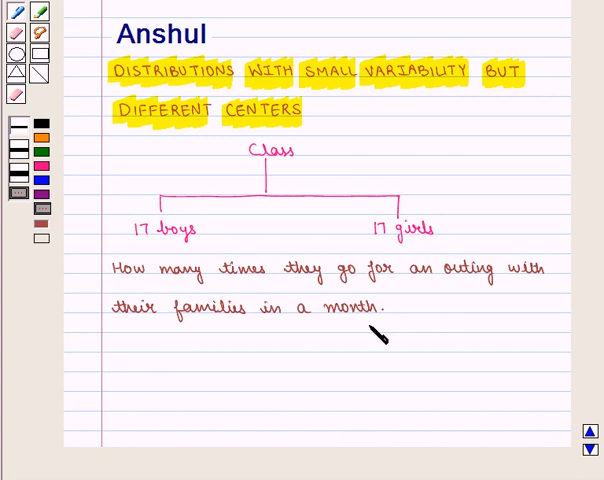 Anshul
DISTRIBUTIONS WITH SMALL VARIABILITY BUT
DIFFERENT CENTERS
Class
17 boys 17 girls
How many times they go for an outing with
their families in a month.